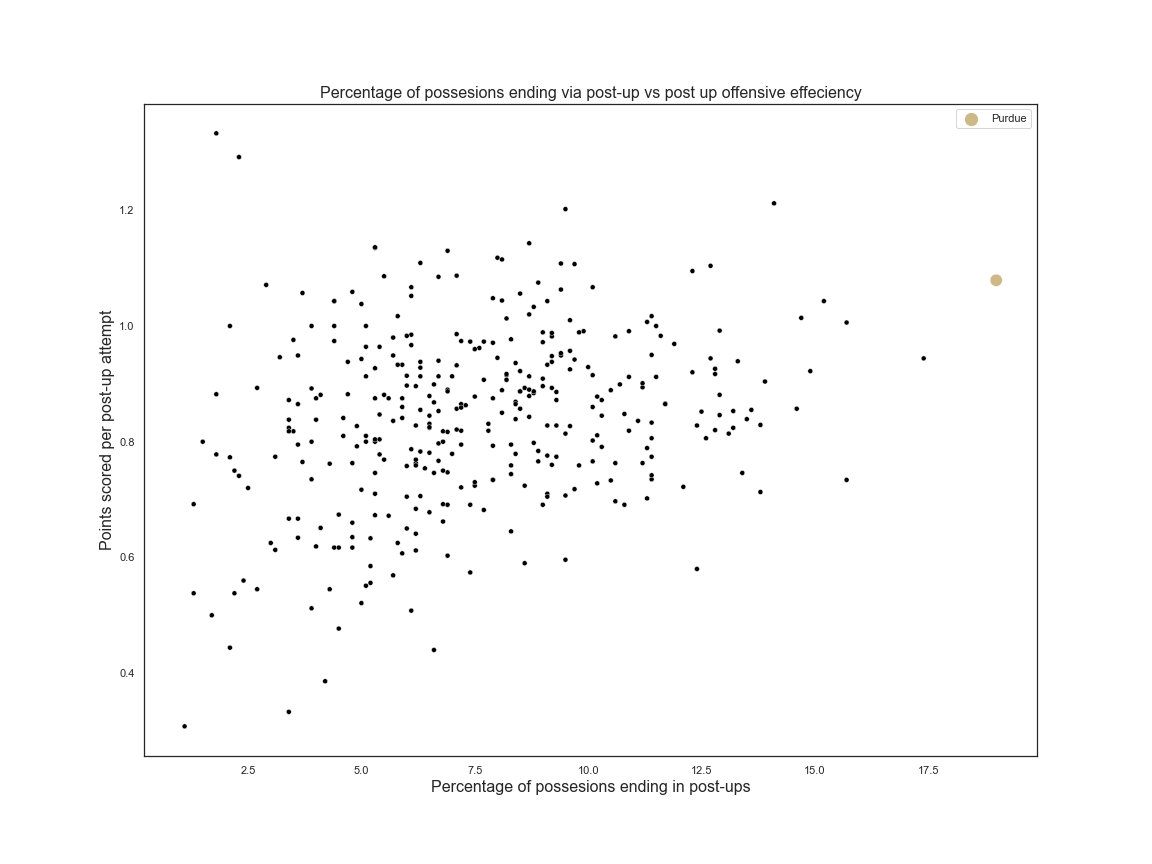 Percentage of possesions ending via post-up vs post up offensive effeciency
Purdue
Points scored per post-up attempt
1.2
1.0
0.8
0.6
0.4
2.5 5.0 7.5 10.0 12.5 15.0 17.5
Percentage of possesions ending in post-ups